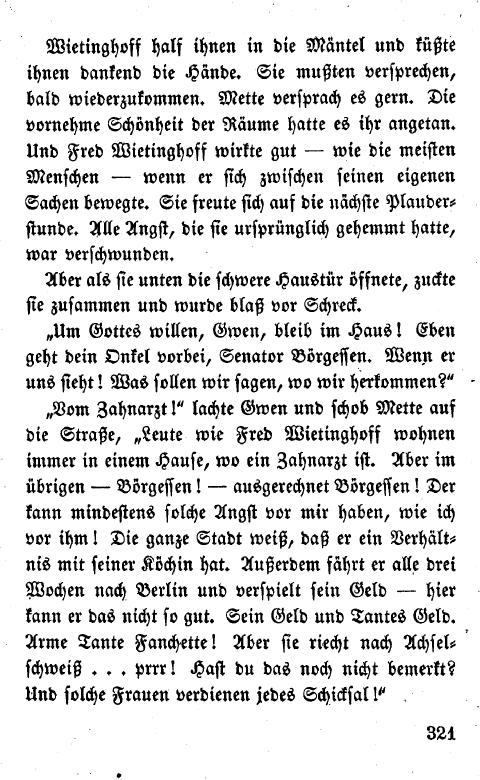 Wietinghoff half ihnen in die Mäntel und küßte
ihnen dankend die Hände. Sie mußten versprechen,
bald wiederzukommen. Mette versprach es gern. Die
vornehme Schönheit der Räume hatte es ihr angetan.
Und Fred Wietinghoff wirkte gut — wie die meisten
Menschen — wenn er sich zwischen seinen eigenen
Sachen bewegte. Sie freute sich auf die nächste Plauder-
stunde. Alle Angst, die sie ursprünglich gehemmt hatte,
war verschwunden.
Aber als sie unten die schwere Haustür öffnete, zuckte
sie zusammen und wurde blaß vor Schreck.
„Um Gottes willen, Gwen, bleib im Haus! Eben
geht dein Onkel vorbei, Senator Börgessen. Wenn er
uns sieht! Was sollen wir sagen, wo wir herkommen?“
„Vom Zahnarzt!“ lachte Gwen und schob Mette auf
die Straße, „Leute wie Fred Wietinghoff wohnen
immer in einem Hause, wo ein Zahnarzt ist. Aber im
übrigen — Börgessen! — ausgerechnet Börgessen! Der
kann mindestens solche Angst vor mir haben, wie ich
vor ihm! Die ganze Stadt weiß, daß er ein Verhält-
nis mit seiner Köchin hat. Außerdem fährt er alle drei
Wochen nach Berlin und verspielt sein Geld — hier
kann er das nicht so gut. Sein Geld und Tantes Geld.
Arme Tante Fanchette! Aber sie riecht nach Achsel-
schweiß . . . prrr! Hast du das noch nicht bemerkt?
Und solche Frauen verdienen jedes Schicksal!“
321